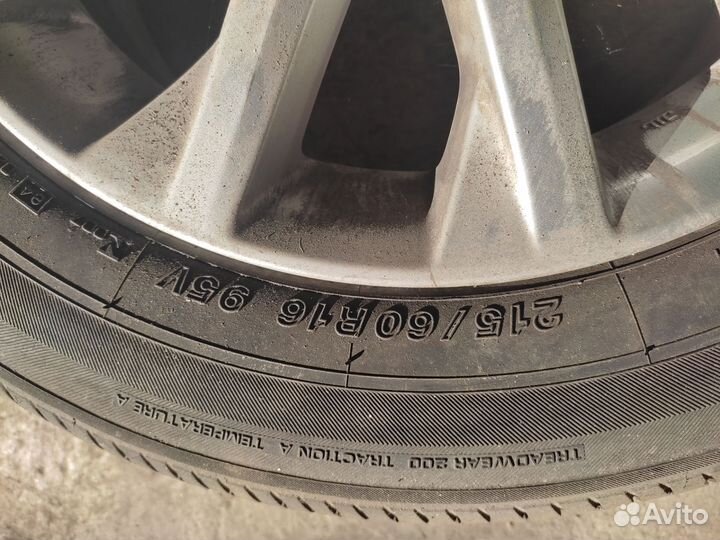 215/60R16 95V
TREADWEAR 200 TRACTION A TEMPERATURE A
Avito